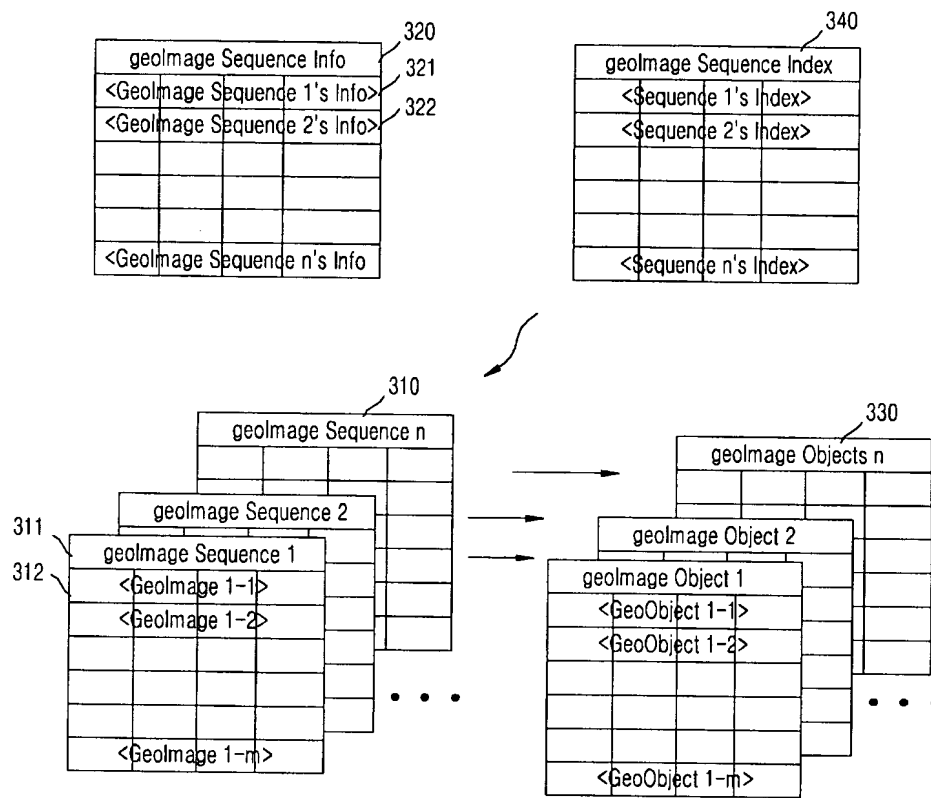 320
geoImage Sequence Info
321
<GeoImage Sequence 1's Info>
322
<GeoImage Sequence 2's Info>
<GeoImage Sequence n's Info
340
geoImage Sequence Index
<Sequence 1's Index>
<Sequence 2's Index>
<Sequence n's Index>
310
geoImage Sequence n
geoImage Sequence 2
311
geoImage Sequence 1
312
<GeoImage 1-1>
<GeoImage 1-2>
<GeoImage 1-m>
330
geoImage Objects n
geoImage Object 2
geoImage Object 1
<GeoObject 1-1>
<GeoObject 1-2>
<GeoObject 1-m>